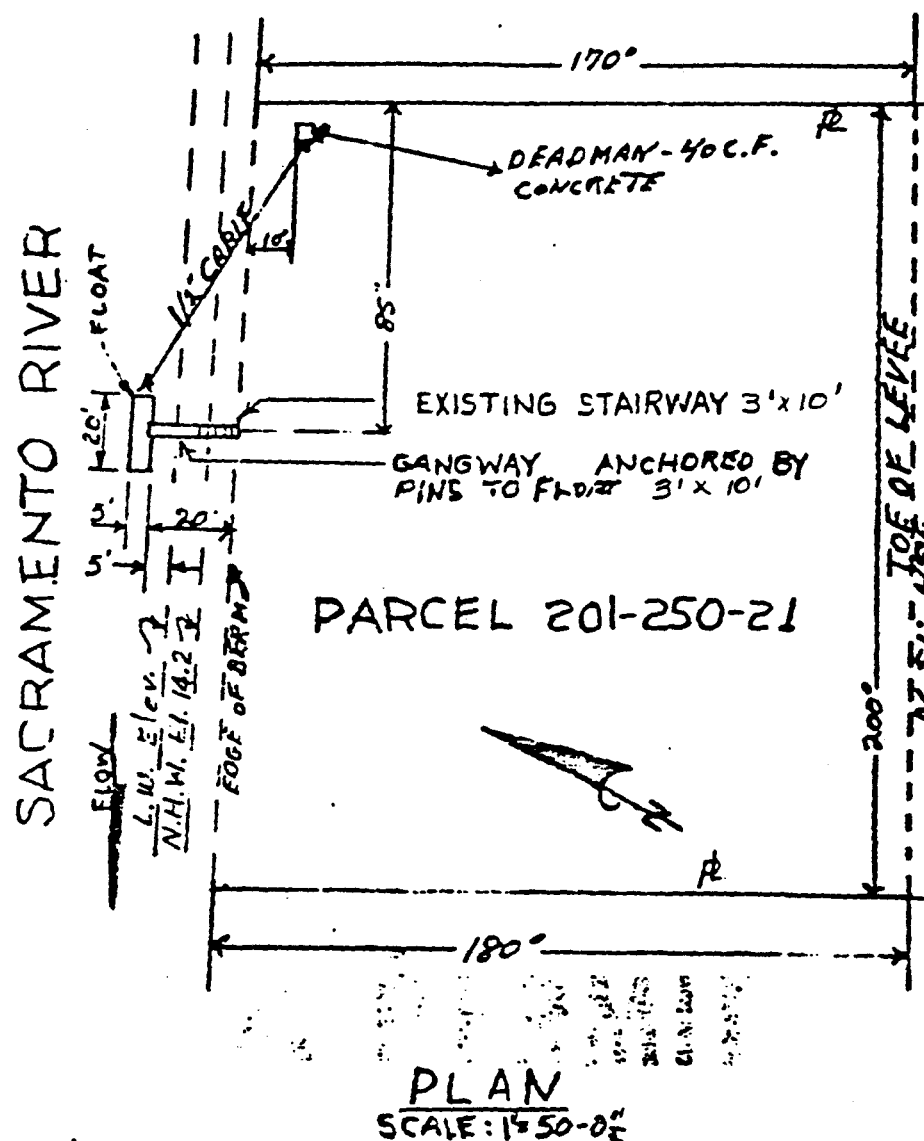 170'
PL
DEADMAN - 40 C.F.
CONCRETE
1/2" CABLE
10'
85'
SACRAMENTO RIVER
FLOAT
20'
EXISTING STAIRWAY 3'x10'
GANGWAY ANCHORED BY
PINS TO FLOAT 3' x 10'
TOE OF LEVEE
20'
5'
L.W. Elev.
N.H.W. El. 14.2
EDGE OF BERM
FLOW
PARCEL 201-250-21
200'
N
PL
180'
PLAN
SCALE: 1"=50'-0"±